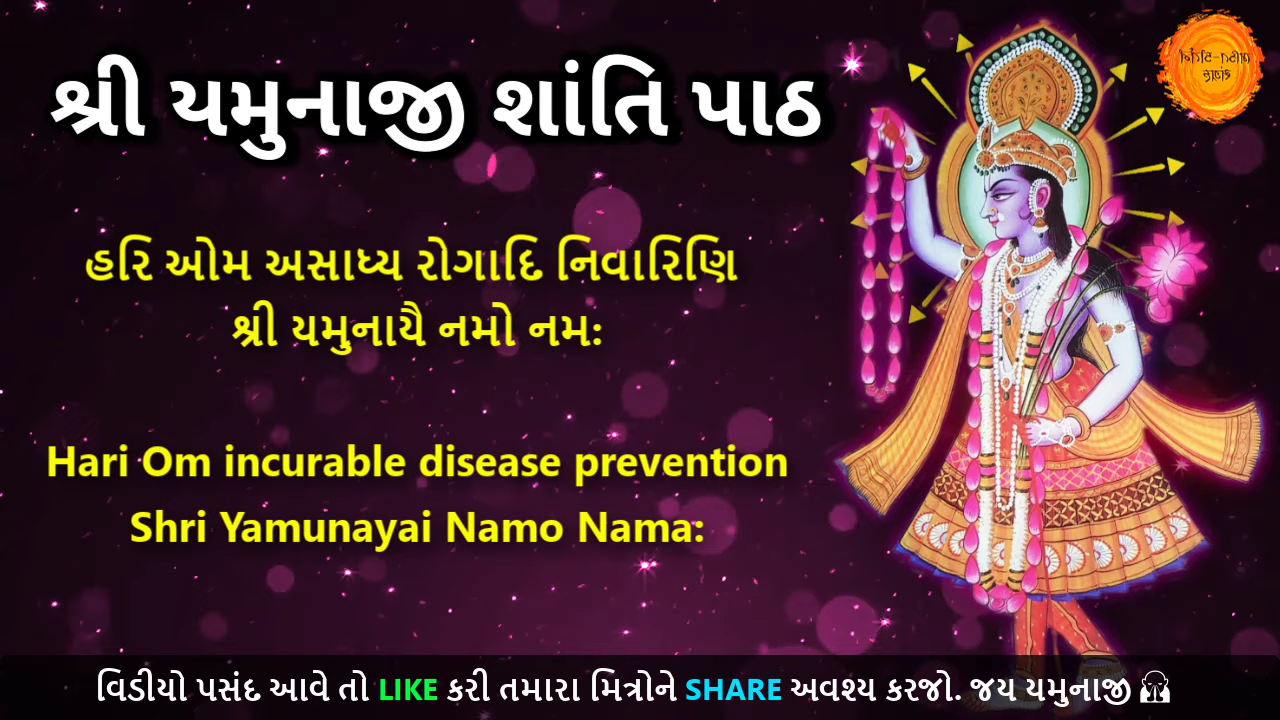 શ્રી યમુનાજી શાંતિ પાઠ
હરિ ઓમ અસાધ્ય રોગાદિ નિવારિણિ
શ્રી યમુનાયૈ નમો નમઃ
Hari Om incurable disease prevention
Shri Yamunayai Namo Nama:
વિડીયો પસંદ આવે તો LIKE કરી તમારા મિત્રોને SHARE અવશ્ય કરજો. જય યમુનાજી 🙏